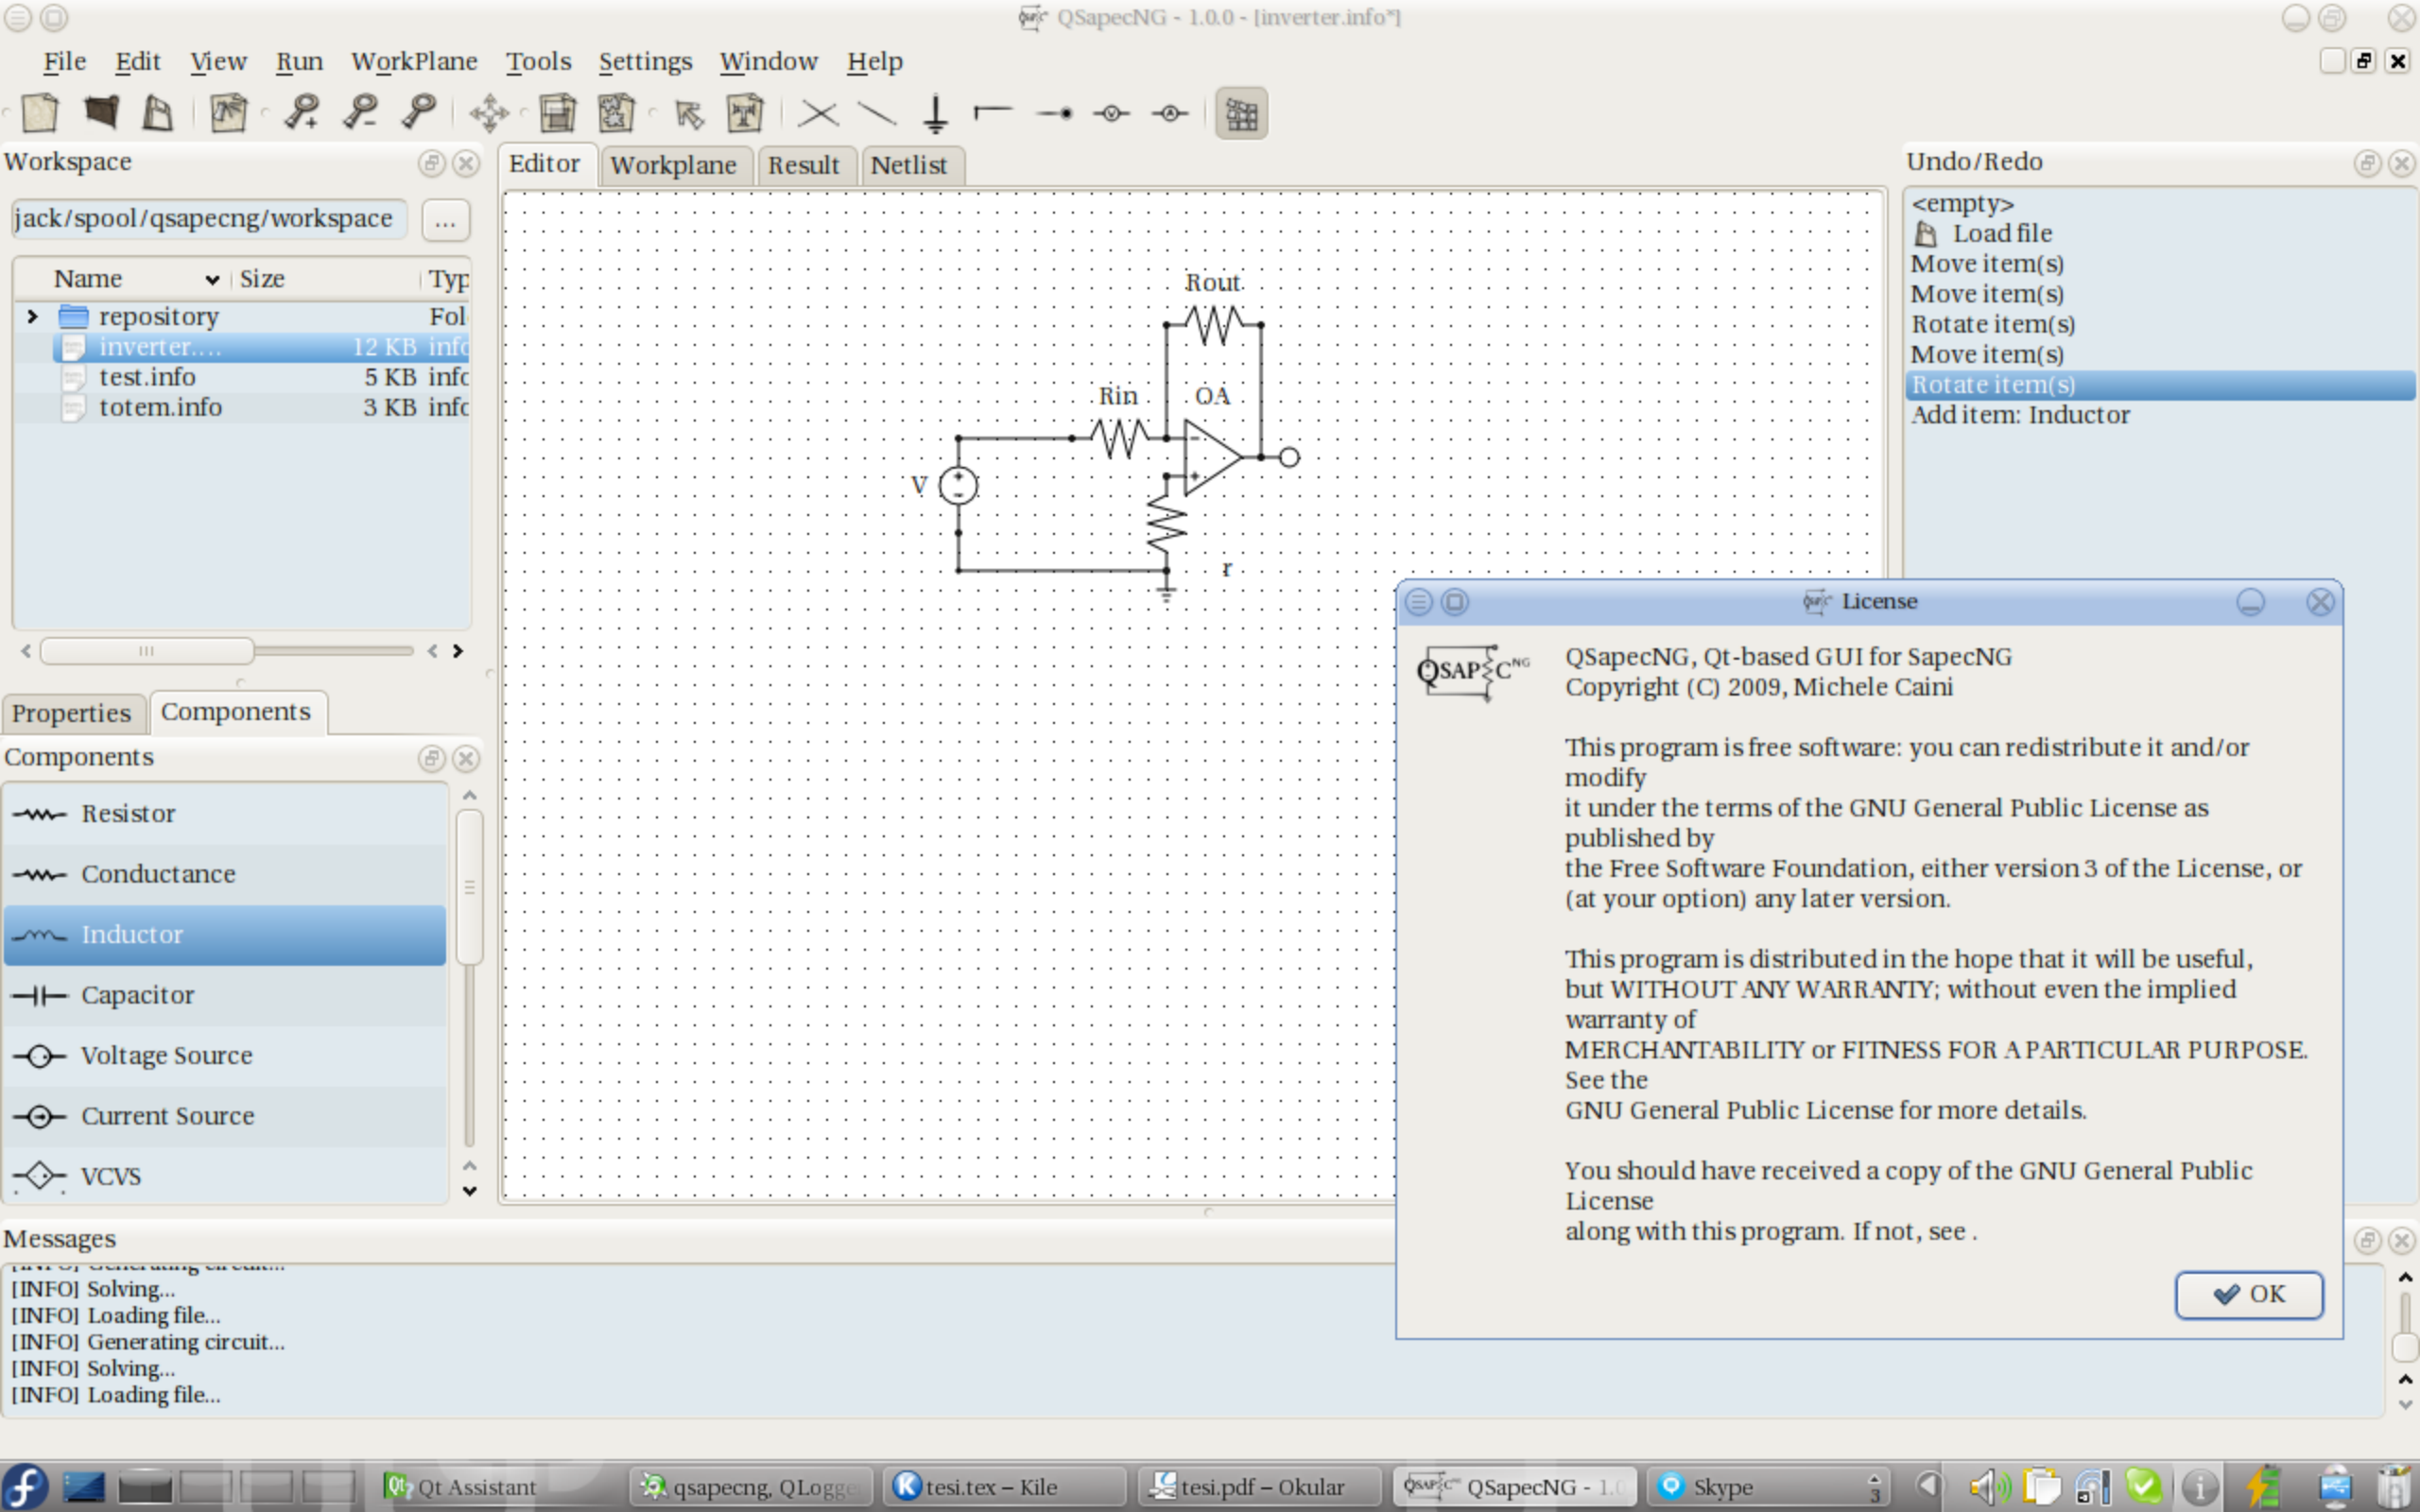 QSapecNG - 1.0.0 - [inverter.info*]
File Edit View Run WorkPlane Tools Settings Window Help
Workspace
jack/spool/qsapecng/workspace
...
Name Size Typ
repository Fol
inverter.... 12 KB info
test.info 5 KB info
totem.info 3 KB info
Properties Components
Components
Resistor
Conductance
Inductor
Capacitor
Voltage Source
Current Source
VCVS
Editor Workplane Result Netlist
Rout
Rin OA
V
r
Undo/Redo
<empty>
Load file
Move item(s)
Move item(s)
Rotate item(s)
Move item(s)
Rotate item(s)
Add item: Inductor
License
QSAPEC NG
QSapecNG, Qt-based GUI for SapecNG
Copyright (C) 2009, Michele Caini
This program is free software: you can redistribute it and/or
modify
it under the terms of the GNU General Public License as
published by
the Free Software Foundation, either version 3 of the License, or
(at your option) any later version.
This program is distributed in the hope that it will be useful,
but WITHOUT ANY WARRANTY; without even the implied
warranty of
MERCHANTABILITY or FITNESS FOR A PARTICULAR PURPOSE.
See the
GNU General Public License for more details.
You should have received a copy of the GNU General Public
License
along with this program. If not, see .
OK
Messages
[INFO] Generating circuit...
[INFO] Solving...
[INFO] Loading file...
[INFO] Generating circuit...
[INFO] Solving...
[INFO] Loading file...
Qt Assistant qsapecng, QLogge tesi.tex – Kile tesi.pdf – Okular QSapecNG - 1.0 Skype 3